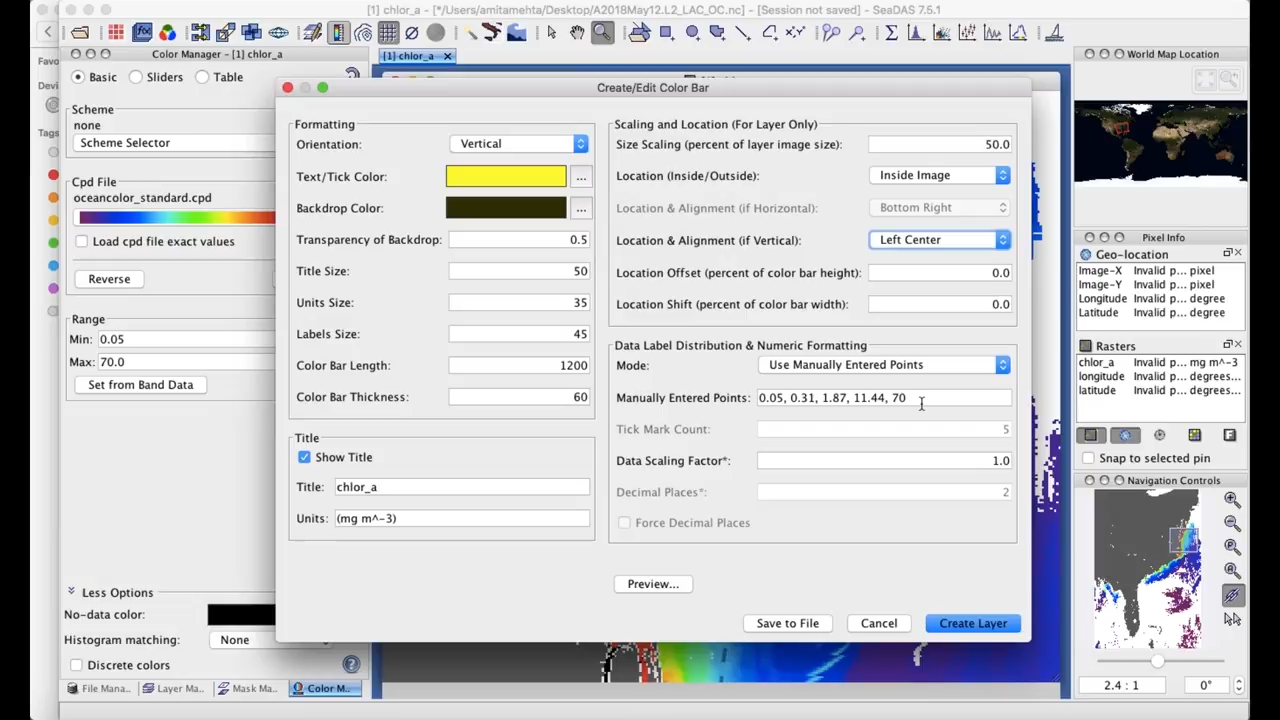 [1] chlor_a - [*/Users/amitamehta/Desktop/A2018May12.L2_LAC_OC.nc] - [Session not saved] - SeaDAS 7.5.1
Favo
Devi
Tags
Color Manager - [1] chlor_a
Basic
Sliders
Table
Scheme
none
Scheme Selector
Cpd File
oceancolor_standard.cpd
Load cpd file exact values
Reverse
Range
Min: 0.05
Max: 70.0
Set from Band Data
Less Options
No-data color:
Histogram matching: None
Discrete colors
File Mana...
Layer Ma...
Mask Ma...
Color M...
[1] chlor_a
Create/Edit Color Bar
Formatting
Orientation: Vertical
Text/Tick Color: ...
Backdrop Color: ...
Transparency of Backdrop: 0.5
Title Size: 50
Units Size: 35
Labels Size: 45
Color Bar Length: 1200
Color Bar Thickness: 60
Title
Show Title
Title: chlor_a
Units: (mg m^-3)
Scaling and Location (For Layer Only)
Size Scaling (percent of layer image size): 50.0
Location (Inside/Outside): Inside Image
Location & Alignment (if Horizontal): Bottom Right
Location & Alignment (if Vertical): Left Center
Location Offset (percent of color bar height): 0.0
Location Shift (percent of color bar width): 0.0
Data Label Distribution & Numeric Formatting
Mode: Use Manually Entered Points
Manually Entered Points: 0.05, 0.31, 1.87, 11.44, 70
Tick Mark Count: 5
Data Scaling Factor*: 1.0
Decimal Places*: 2
Force Decimal Places
Preview...
Save to File
Cancel
Create Layer
World Map Location
Pixel Info
Geo-location
Image-X Invalid p... pixel
Image-Y Invalid p... pixel
Longitude Invalid p... degree
Latitude Invalid p... degree
Rasters
chlor_a Invalid p... mg m^-3
longitude Invalid p... degrees...
latitude Invalid p... degrees...
Snap to selected pin
Navigation Controls
2.4 : 1
0°